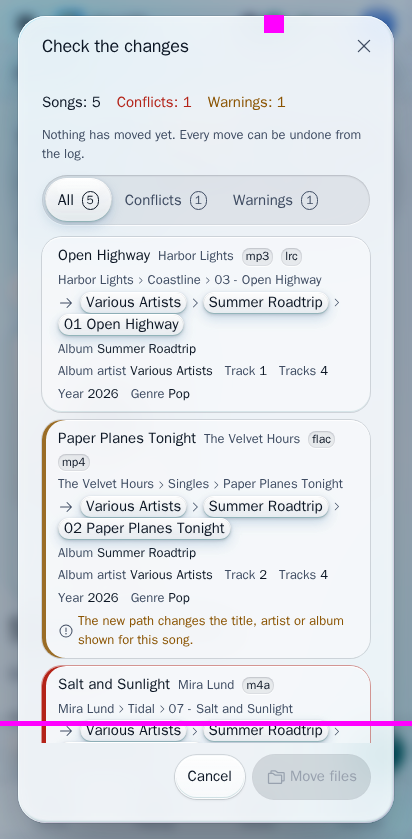 Check the changes
Songs: 5 Conflicts: 1 Warnings: 1
Nothing has moved yet. Every move can be undone from
the log.
All 5 Conflicts 1 Warnings 1
Open Highway Harbor Lights mp3 lrc
Harbor Lights › Coastline › 03 - Open Highway
→ Various Artists › Summer Roadtrip ›
01 Open Highway
Album Summer Roadtrip
Album artist Various Artists Track 1 Tracks 4
Year 2026 Genre Pop
Paper Planes Tonight The Velvet Hours flac
mp4
The Velvet Hours › Singles › Paper Planes Tonight
→ Various Artists › Summer Roadtrip ›
02 Paper Planes Tonight
Album Summer Roadtrip
Album artist Various Artists Track 2 Tracks 4
Year 2026 Genre Pop
The new path changes the title, artist or album
shown for this song.
Salt and Sunlight Mira Lund m4a
Mira Lund › Tidal › 07 - Salt and Sunlight
→ Various Artists › Summer Roadtrip ›
Cancel Move files